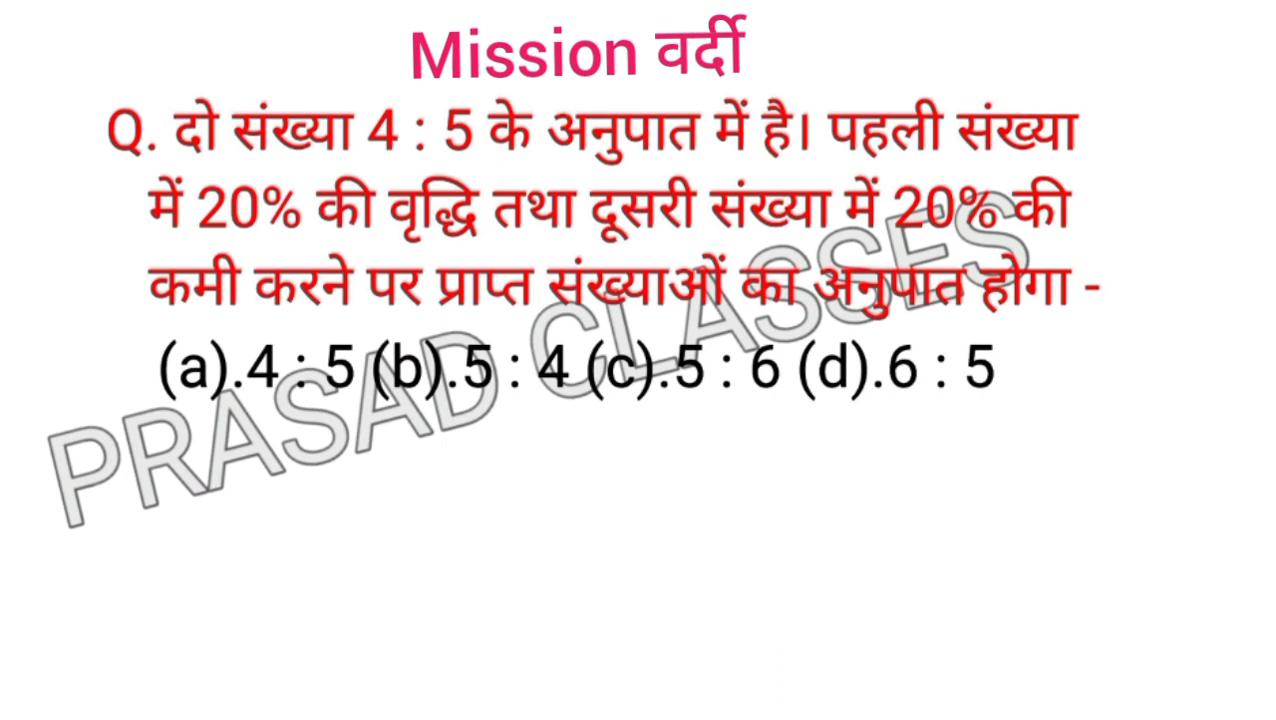 Mission वर्दी
Q. दो संख्या 4 : 5 के अनुपात में है। पहली संख्या
में 20% की वृद्धि तथा दूसरी संख्या में 20% की
कमी करने पर प्राप्त संख्याओं का अनुपात होगा -
(a).4 : 5 (b).5 : 4 (c).5 : 6 (d).6 : 5
PRASAD CLASSES